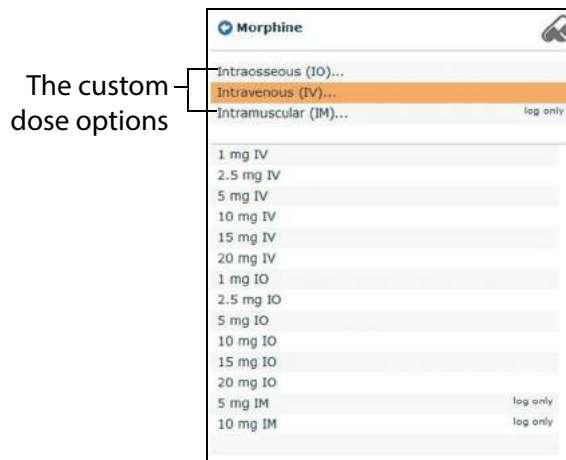 Morphine
The custom
dose options
Intraosseous (IO)...
Intravenous (IV)...
Intramuscular (IM)... log only
1 mg IV
2.5 mg IV
5 mg IV
10 mg IV
15 mg IV
20 mg IV
1 mg IO
2.5 mg IO
5 mg IO
10 mg IO
15 mg IO
20 mg IO
5 mg IM log only
10 mg IM log only